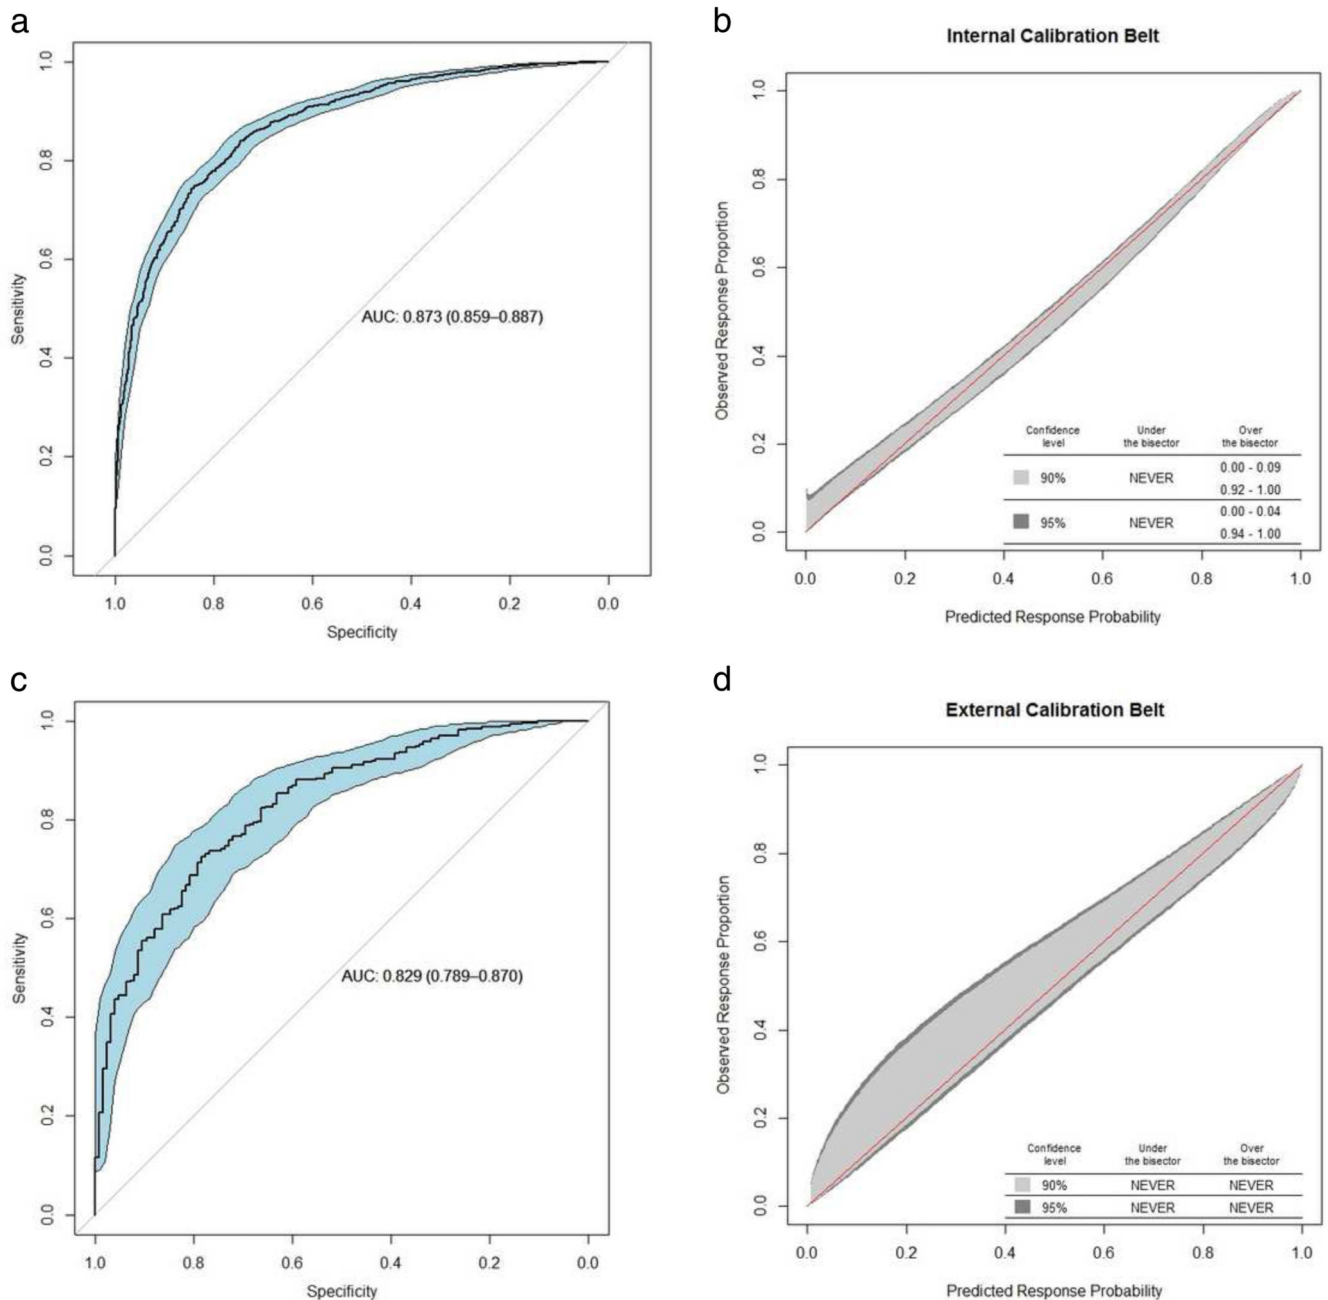 a
1.0
0.8
0.6
0.4
0.2
0.0
Sensitivity
AUC: 0.873 (0.859–0.887)
1.0 0.8 0.6 0.4 0.2 0.0
Specificity
b
Internal Calibration Belt
1.0
0.8
0.6
0.4
0.2
0.0
Observed Response Proportion
Confidence level Under the bisector Over the bisector
90% NEVER 0.00 - 0.09
0.92 - 1.00
95% NEVER 0.00 - 0.04
0.94 - 1.00
0.0 0.2 0.4 0.6 0.8 1.0
Predicted Response Probability
c
1.0
0.8
0.6
0.4
0.2
0.0
Sensitivity
AUC: 0.829 (0.789–0.870)
1.0 0.8 0.6 0.4 0.2 0.0
Specificity
d
External Calibration Belt
1.0
0.8
0.6
0.4
0.2
0.0
Observed Response Proportion
Confidence level Under the bisector Over the bisector
90% NEVER NEVER
95% NEVER NEVER
0.0 0.2 0.4 0.6 0.8 1.0
Predicted Response Probability